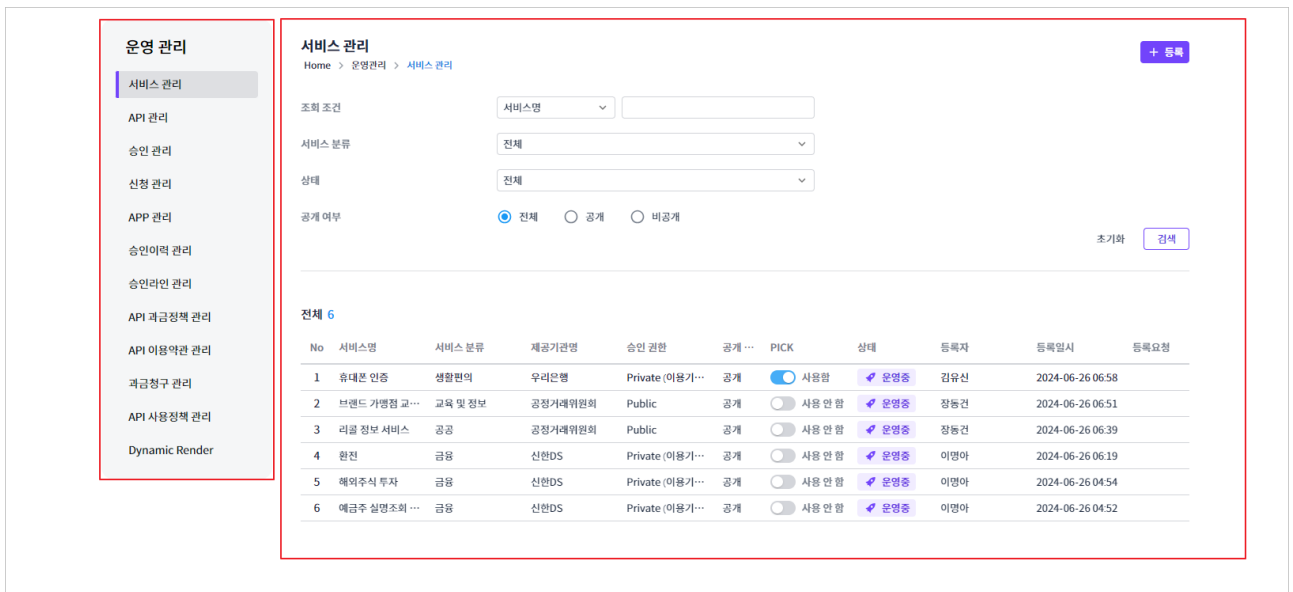 운영 관리
서비스 관리
API 관리
승인 관리
신청 관리
APP 관리
승인이력 관리
승인라인 관리
API 과금정책 관리
API 이용약관 관리
과금청구 관리
API 사용정책 관리
Dynamic Render
서비스 관리
+ 등록
Home > 운영관리 > 서비스 관리
조회 조건 서비스명
서비스 분류 전체
상태 전체
공개 여부 전체 공개 비공개
초기화 검색
전체 6
No 서비스명 서비스 분류 제공기관명 승인 권한 공개 … PICK 상태 등록자 등록일시 등록요청
1 휴대폰 인증 생활편의 우리은행 Private (이용기… 공개 사용함 운영중 김유신 2024-06-26 06:58
2 브랜드 가맹점 교… 교육 및 정보 공정거래위원회 Public 공개 사용 안 함 운영중 장동건 2024-06-26 06:51
3 리콜 정보 서비스 공공 공정거래위원회 Public 공개 사용 안 함 운영중 장동건 2024-06-26 06:39
4 환전 금융 신한DS Private (이용기… 공개 사용 안 함 운영중 이명아 2024-06-26 06:19
5 해외주식 투자 금융 신한DS Private (이용기… 공개 사용 안 함 운영중 이명아 2024-06-26 04:54
6 예금주 실명조회 … 금융 신한DS Private (이용기… 공개 사용 안 함 운영중 이명아 2024-06-26 04:52